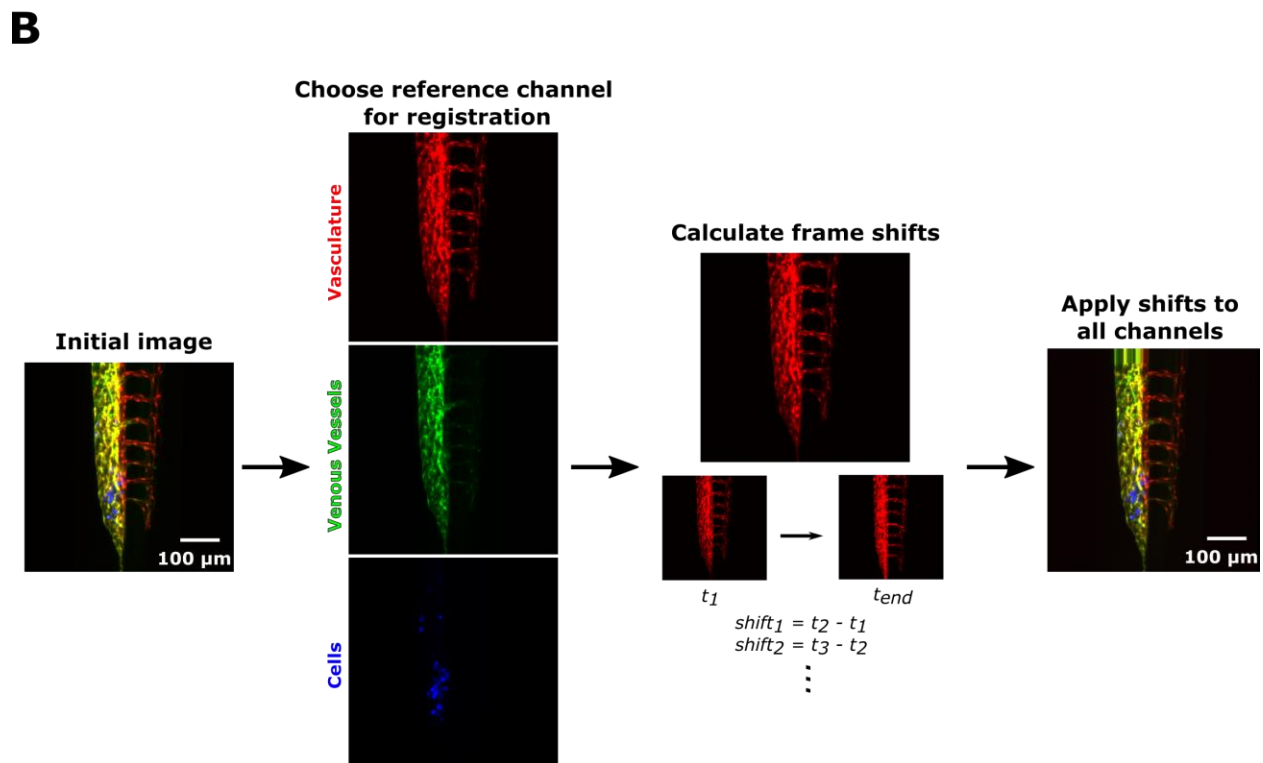 B
Choose reference channel
for registration
Vasculature
Venous Vessels
Cells
Initial image
100 µm
Calculate frame shifts
t1
tend
shift1 = t2 - t1
shift2 = t3 - t2
⋮
Apply shifts to
all channels
100 µm